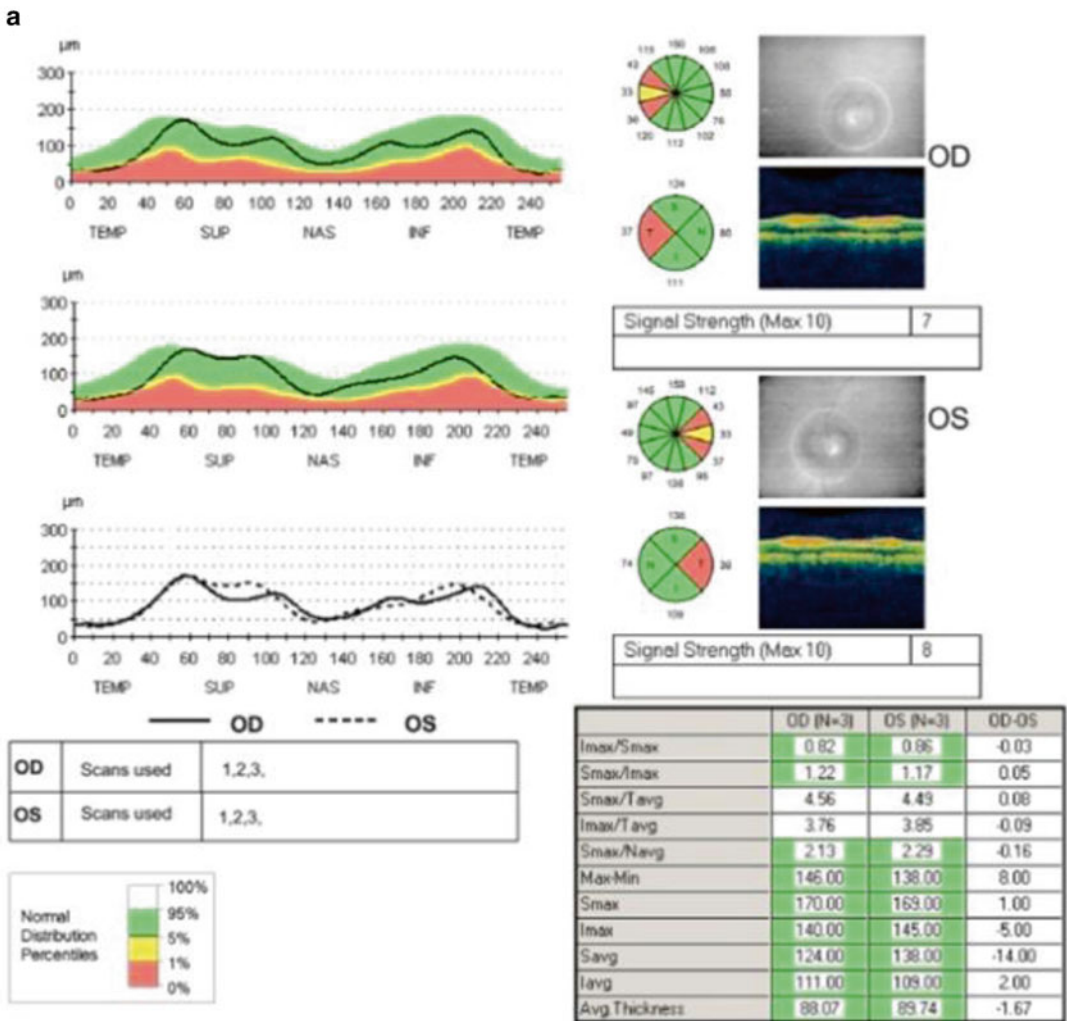 a
µm
300
200
100
0
0 20 40 60 80 100 120 140 160 180 200 220 240
TEMP SUP NAS INF TEMP
µm
300
200
100
0
0 20 40 60 80 100 120 140 160 180 200 220 240
TEMP SUP NAS INF TEMP
µm
300
200
100
0
0 20 40 60 80 100 120 140 160 180 200 220 240
TEMP SUP NAS INF TEMP
OD OS
OD Scans used 1,2,3,
OS Scans used 1,2,3,
Normal Distribution Percentiles
100%
95%
5%
1%
0%
115 150
42
33
120 112 102
OD
124
37 T S N I
111
Signal Strength (Max 10) 7
145 159 112
97 43
49 33
75 37
97
OS
74 N S T I
109
Signal Strength (Max 10) 8
OD (N=3) OS (N=3) OD-OS
Imax/Smax 0.82 0.86 -0.03
Smax/Imax 1.22 1.17 0.05
Smax/Tavg 4.56 4.49 0.08
Imax/Tavg 3.76 3.85 -0.09
Smax/Navg 2.13 2.29 -0.16
Max-Min 146.00 138.00 8.00
Smax 170.00 169.00 1.00
Imax 140.00 145.00 -5.00
Savg 124.00 138.00 -14.00
Iavg 111.00 109.00 2.00
Avg.Thickness 88.07 89.74 -1.67